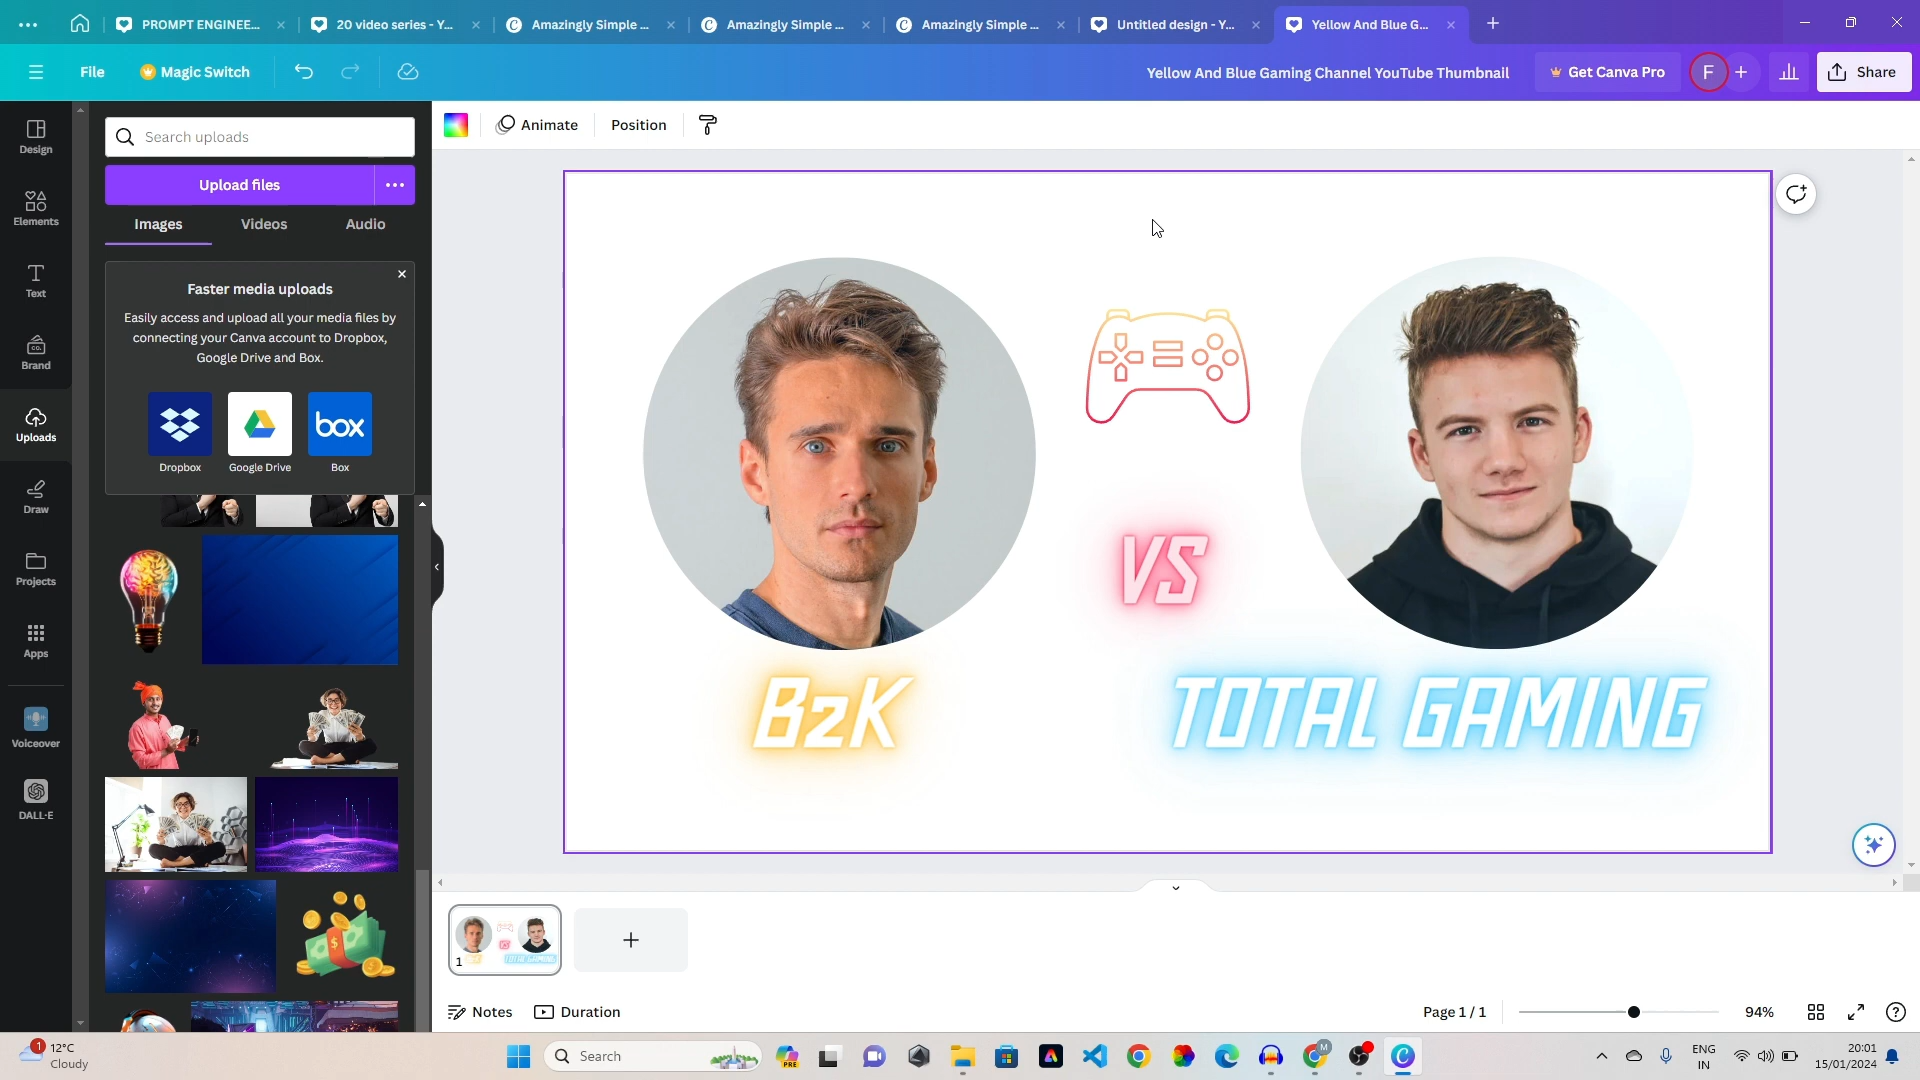 PROMPT ENGINEE...
20 video series - Y...
Amazingly Simple ...
Amazingly Simple ...
Amazingly Simple ...
Untitled design - Y...
Yellow And Blue G...
File
Magic Switch
Yellow And Blue Gaming Channel YouTube Thumbnail
Get Canva Pro
F
Share
Design
Elements
Text
Brand
Uploads
Draw
Projects
Apps
Voiceover
DALL·E
Search uploads
Upload files
Images
Videos
Audio
Faster media uploads
Easily access and upload all your media files by
connecting your Canva account to Dropbox,
Google Drive and Box.
box
Dropbox
Google Drive
Box
Animate
Position
VS
B2K
TOTAL GAMING
1
Notes
Duration
Page 1 / 1
94%
1
12°C
Cloudy
Search
PRE
M
ENG
IN
20:01
15/01/2024